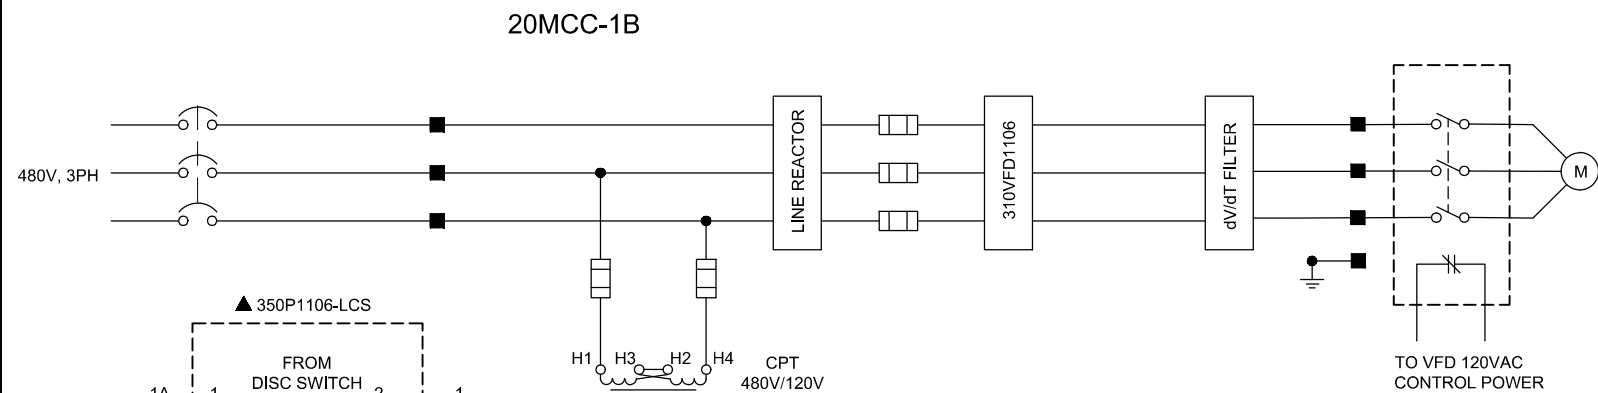 20MCC-1B
480V, 3PH
LINE REACTOR
310VFD1106
dV/dT FILTER
M
350P1106-LCS
FROM
DISC SWITCH
1A
1
2
1
H1
H3
H2
H4
CPT
480V/120V
TO VFD 120VAC
CONTROL POWER